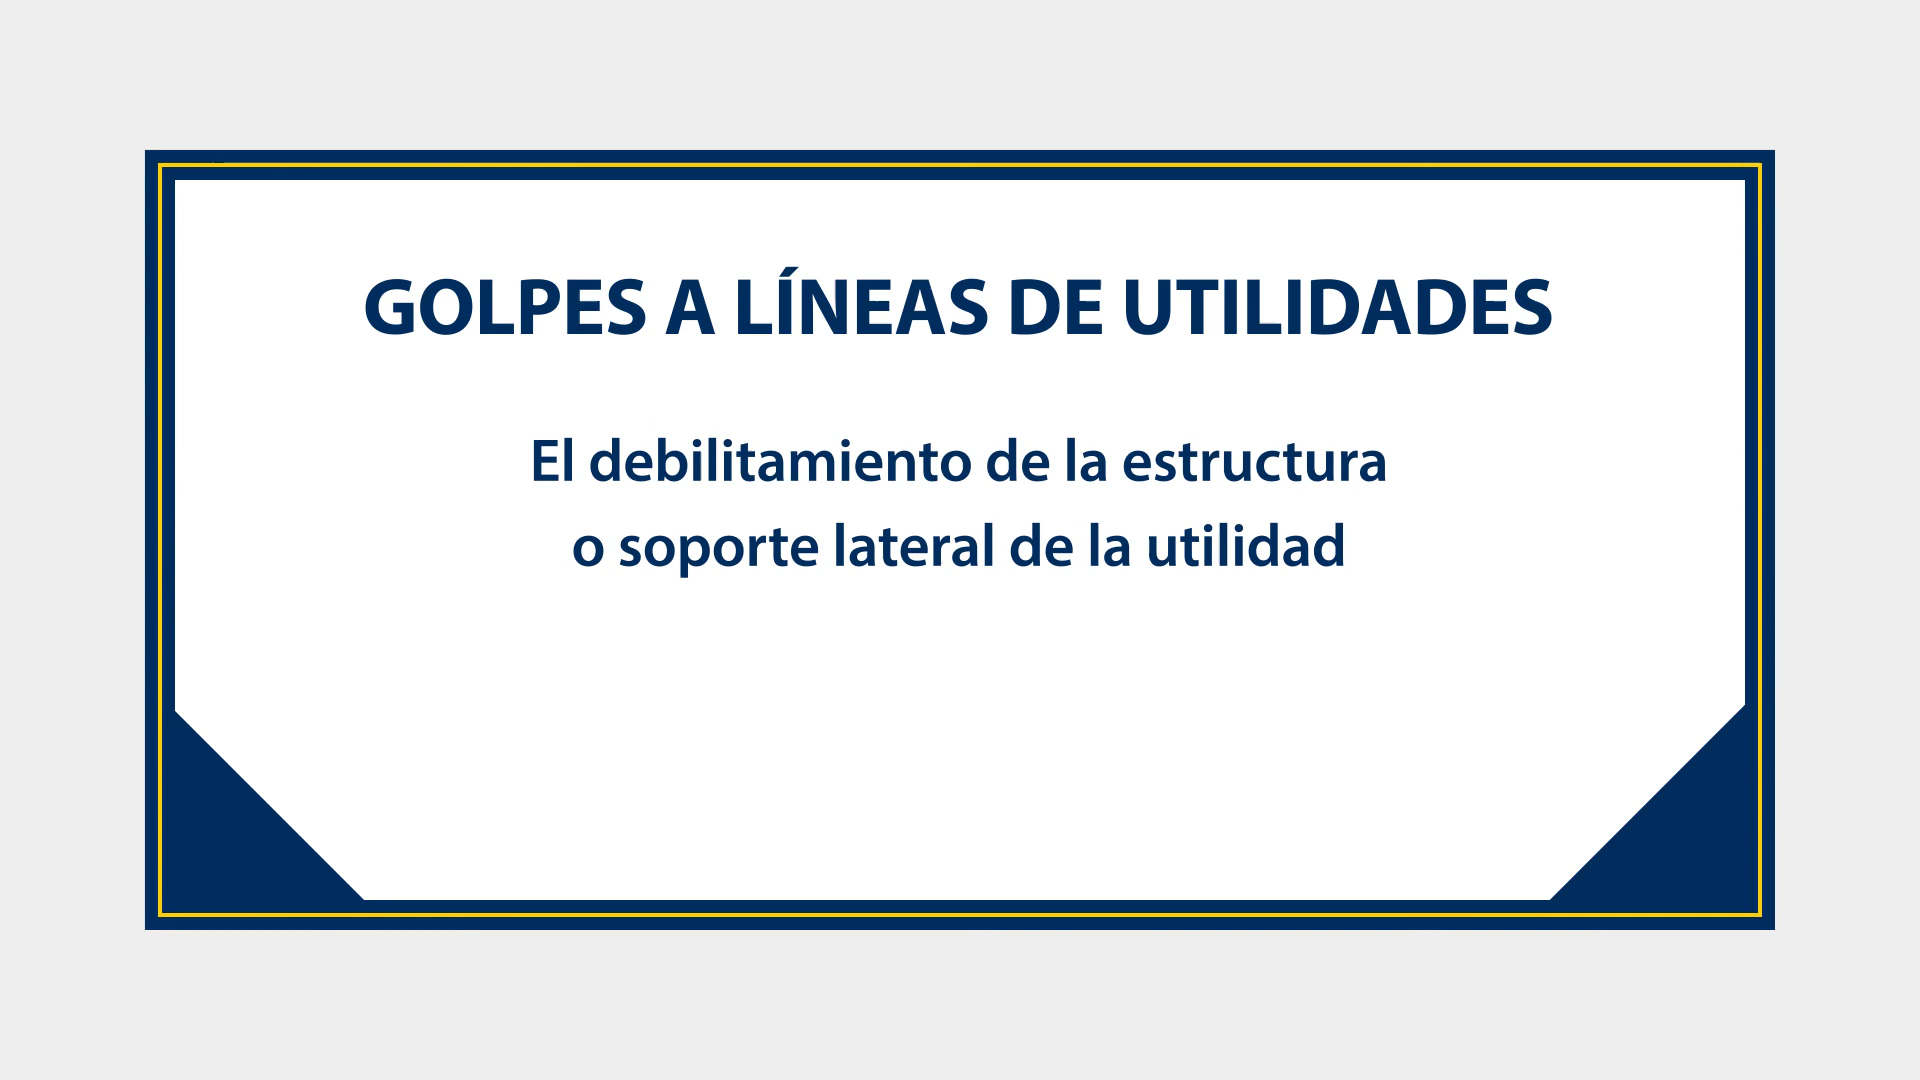 GOLPES A LÍNEAS DE UTILIDADES
El debilitamiento de la estructura
o soporte lateral de la utilidad